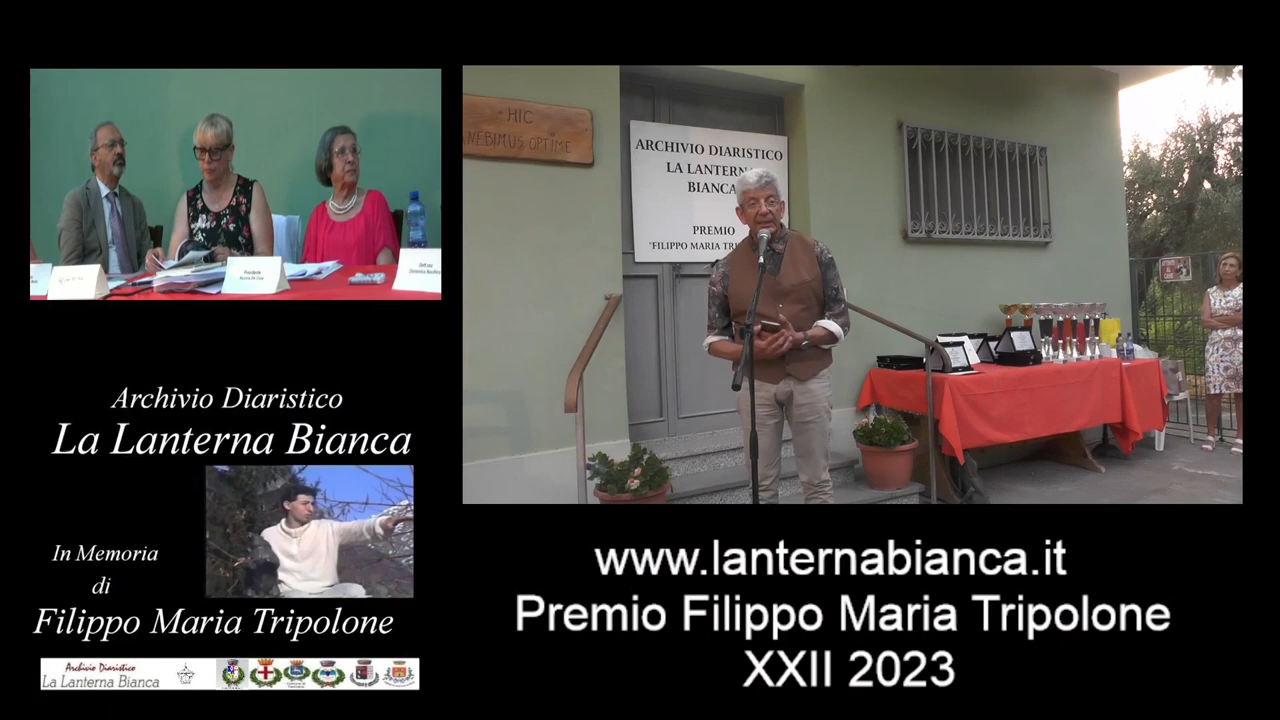 HIC
NEBIMUS OPTIME
ARCHIVIO DIARISTICO
LA LANTERNA
BIANCA
PREMIO
"FILIPPO MARIA TRI
Presidente
Archivio Diaristico
La Lanterna Bianca
In Memoria
di
Filippo Maria Tripolone
Archivio Diaristico
La Lanterna Bianca
www.lanternabianca.it
Premio Filippo Maria Tripolone
XXII 2023